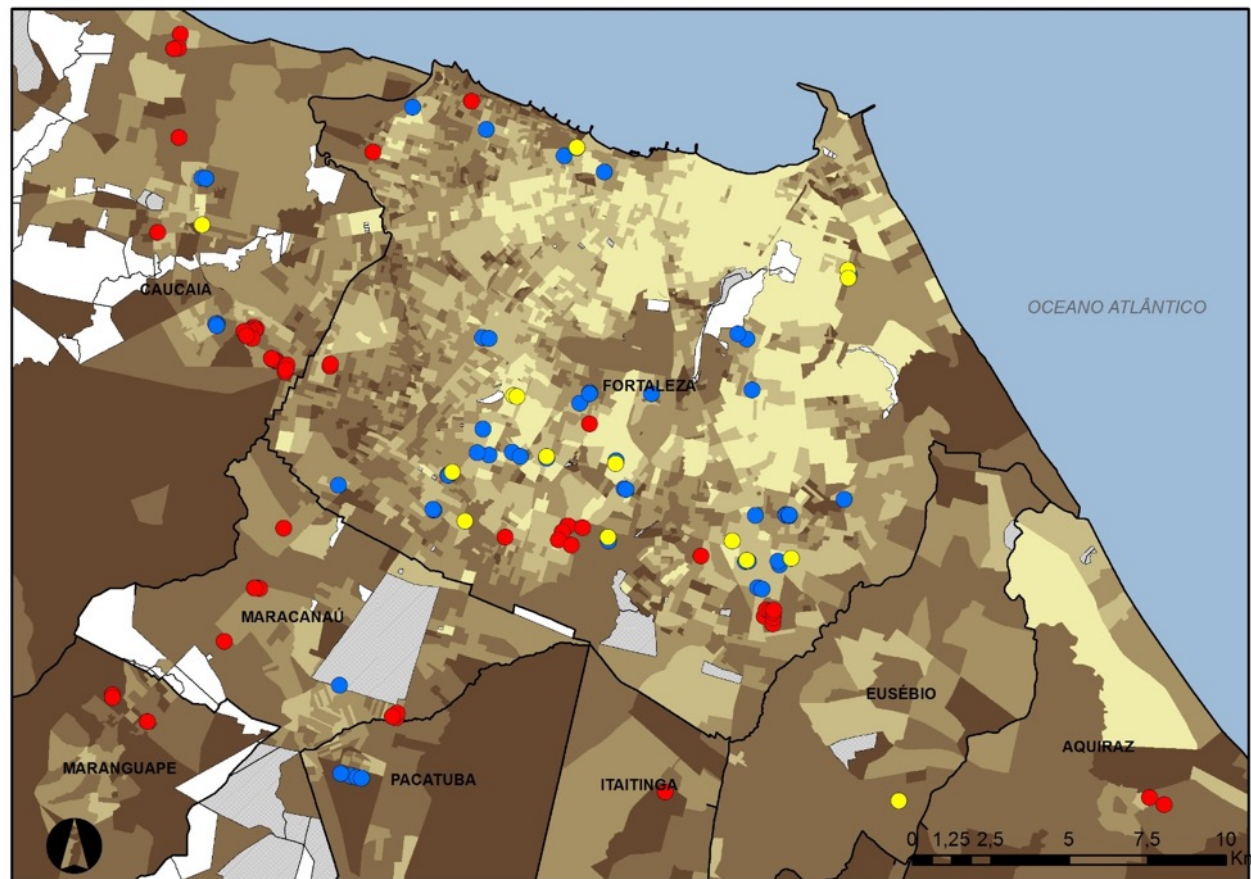 CAUCAIA
OCEANO ATLÂNTICO
FORTALEZA
MARACANAÚ
EUSÉBIO
AQUIRAZ
MARANGUAPE
PACATUBA
ITAITINGA
0 1,25 2,5 5 7,5 10
Km